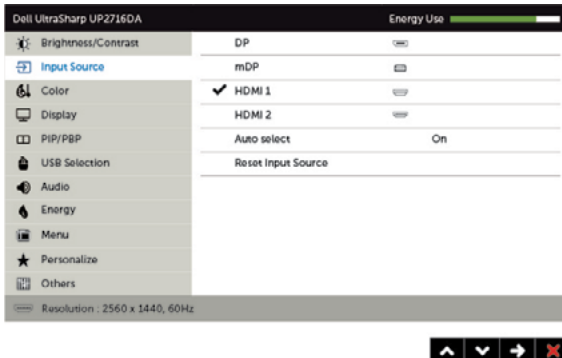 Dell UltraSharp UP2716DA
Energy Use
Brightness/Contrast
DP
Input Source
mDP
Color
HDMI 1
Display
HDMI 2
PIP/PBP
Auto select
On
USB Selection
Reset Input Source
Audio
Energy
Menu
Personalize
Others
Resolution : 2560 x 1440, 60Hz